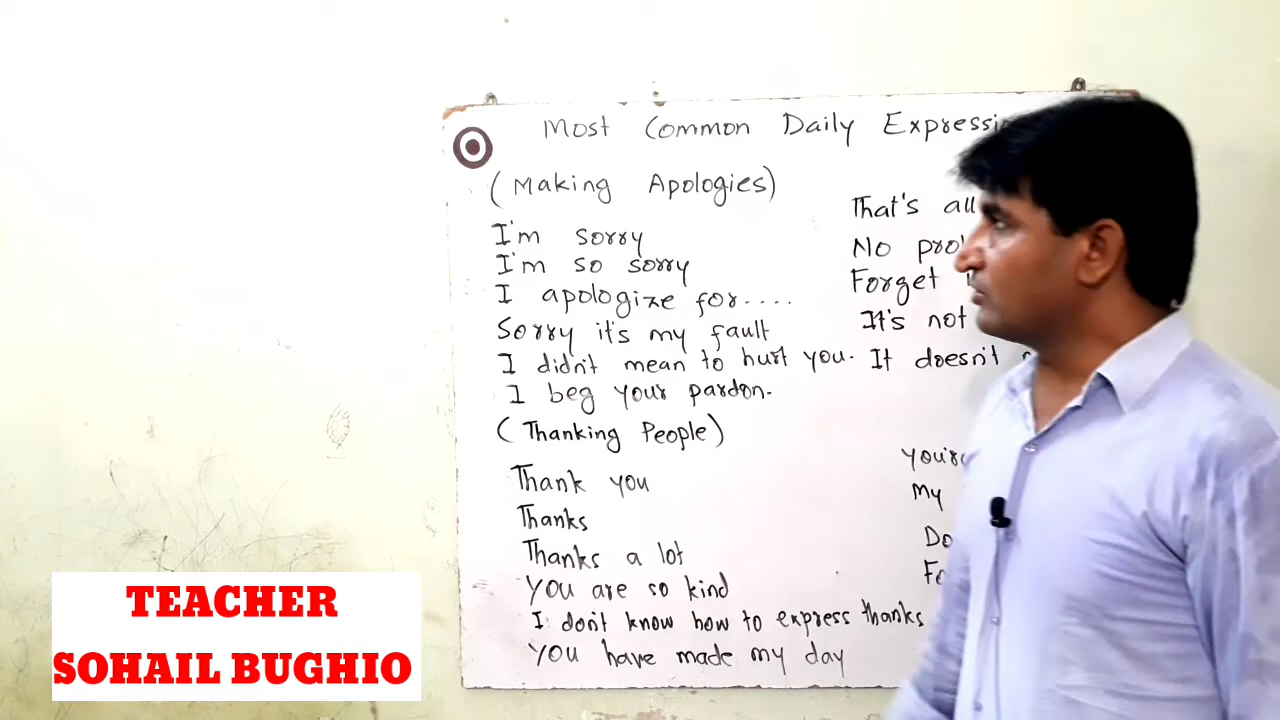 Most Common Daily
(Making Apologies)
I'm sorry
I'm so sorry
I apologize for....
Sorry it's my fault
I didn't mean to hurt you.
I beg your pardon.
That's all
No
Forget
It's not
It doesn't
(Thanking People)
Thank you
Thanks
Thanks a lot
You are so kind
I don't know how to express thanks
You have made my day
My
TEACHER
SOHAIL BUGHIO